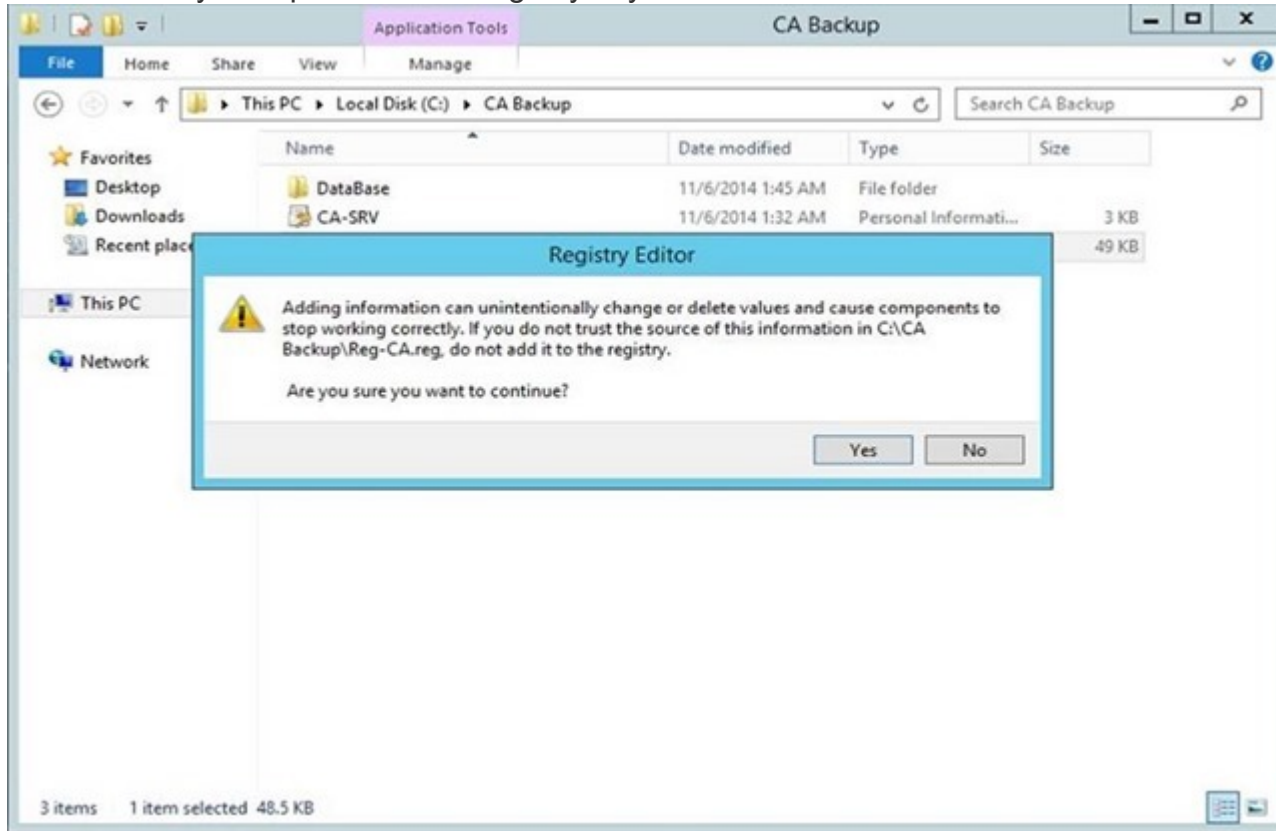 Application Tools
CA Backup
File Home Share View Manage
This PC Local Disk (C:) CA Backup
Search CA Backup
Name Date modified Type Size
Favorites
Desktop
Downloads
Recent place
This PC
Network
DataBase 11/6/2014 1:45 AM File folder
CA-SRV 11/6/2014 1:32 AM Personal Informati... 3 KB
49 KB
Registry Editor
Adding information can unintentionally change or delete values and cause components to
stop working correctly. If you do not trust the source of this information in C:\CA
Backup\Reg-CA.reg, do not add it to the registry.
Are you sure you want to continue?
Yes No
3 items 1 item selected 48.5 KB